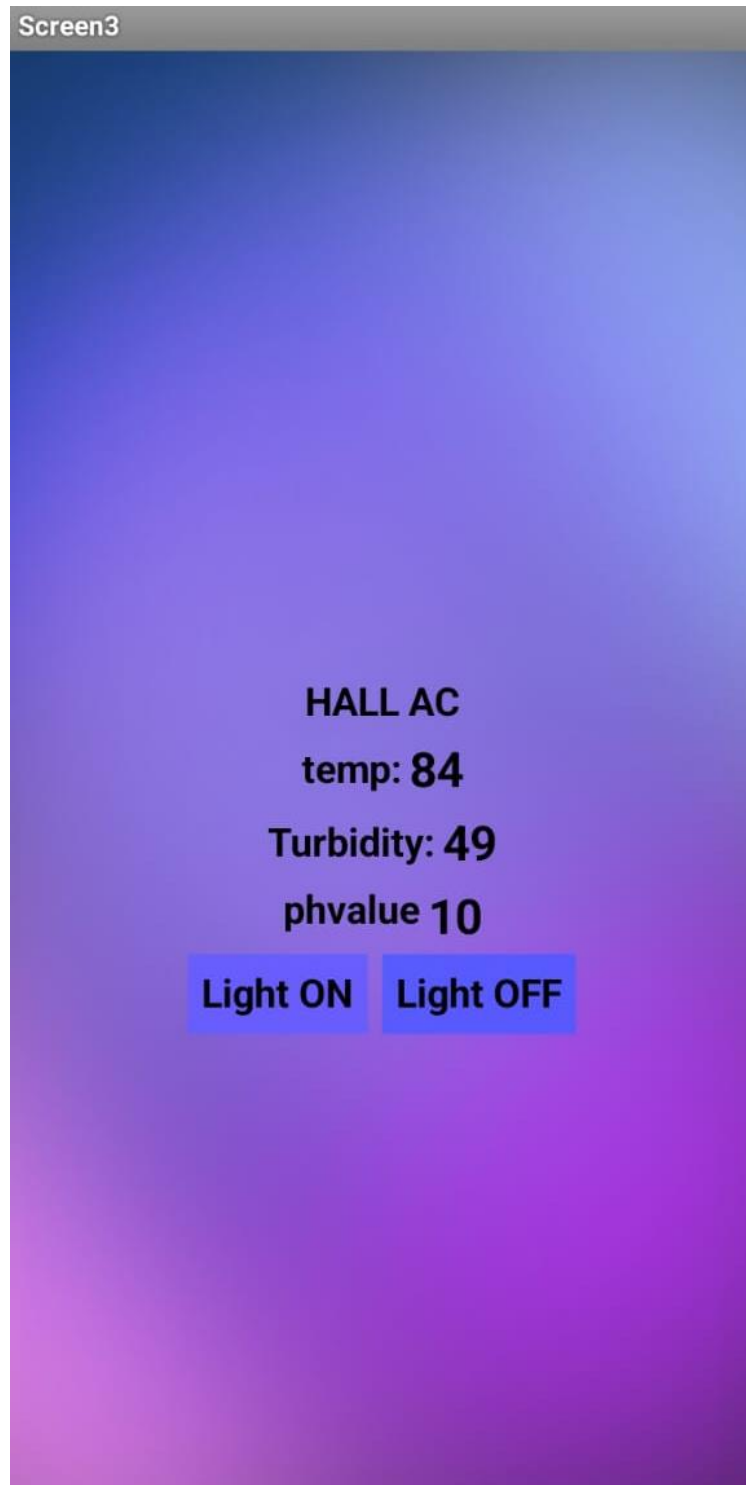 Screen3
HALL AC
temp: 84
Turbidity: 49
phvalue 10
Light ON Light OFF